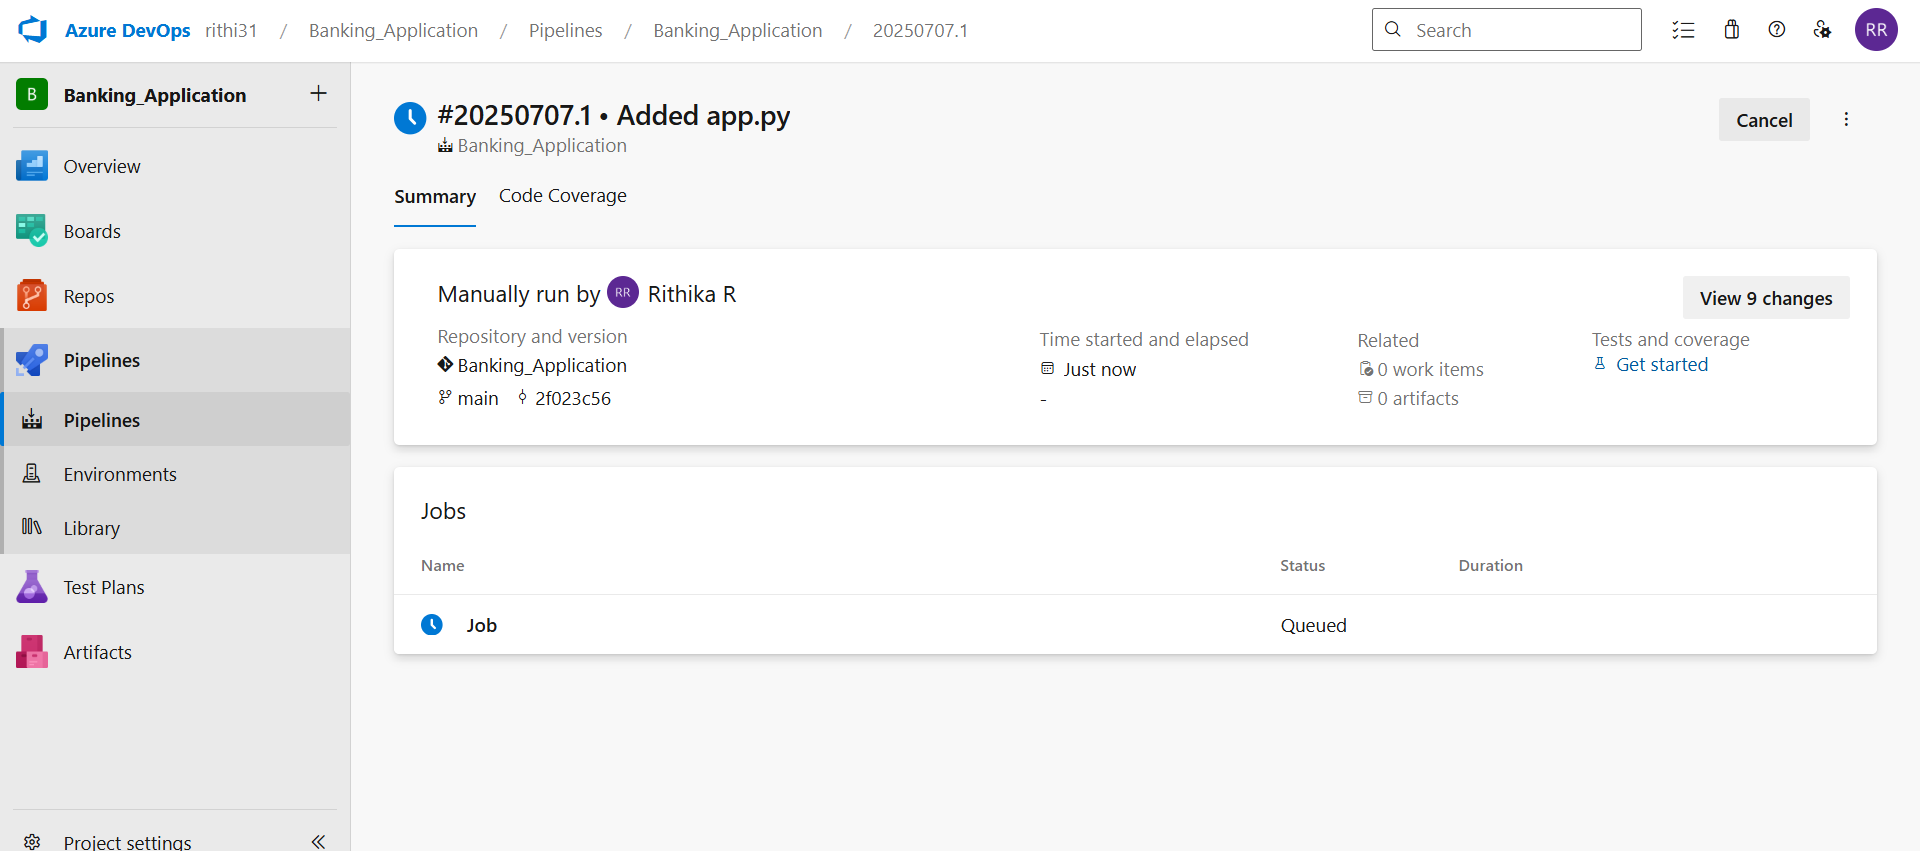 Azure DevOps rithi31 / Banking_Application / Pipelines / Banking_Application / 20250707.1
Search
RR
B Banking_Application
Overview
Boards
Repos
Pipelines
Pipelines
Environments
Library
Test Plans
Artifacts
Project settings
#20250707.1 • Added app.py
Banking_Application
Cancel
Summary Code Coverage
Manually run by RR Rithika R
View 9 changes
Repository and version
Banking_Application
main 2f023c56
Time started and elapsed
Just now
-
Related
0 work items
0 artifacts
Tests and coverage
Get started
Jobs
Name Status Duration
Job Queued